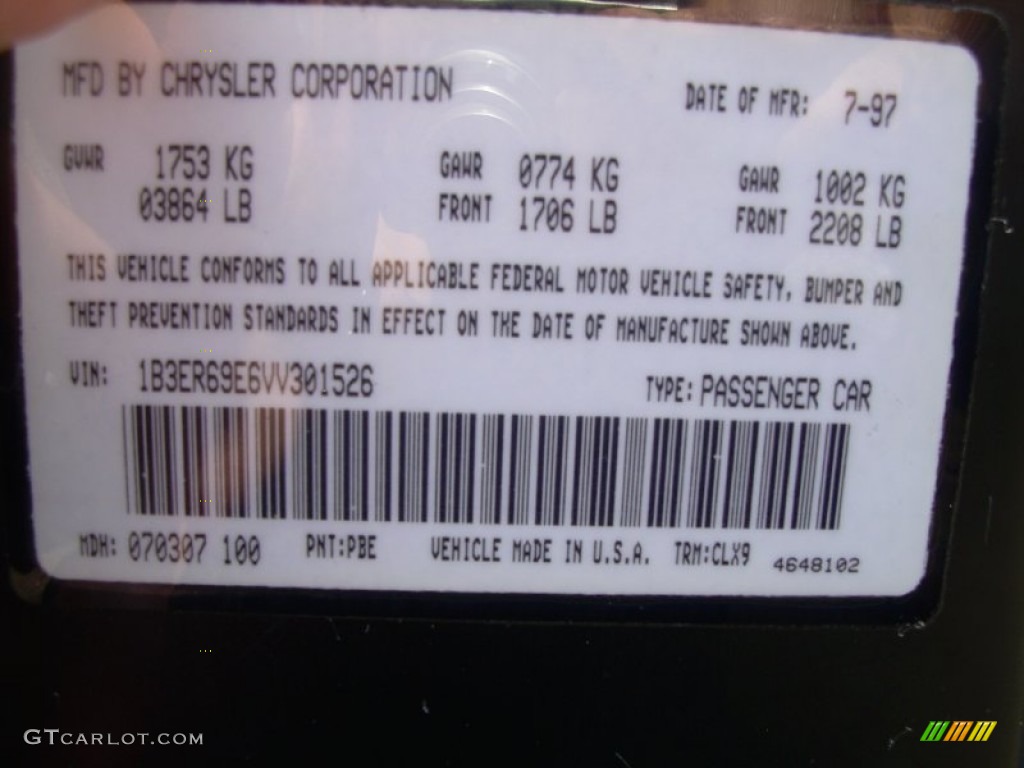 MFD BY CHRYSLER CORPORATION DATE OF MFR: 7-97
GVWR 1753 KG GAWR 0774 KG GAWR 1002 KG
03864 LB FRONT 1706 LB FRONT 2208 LB
THIS VEHICLE CONFORMS TO ALL APPLICABLE FEDERAL MOTOR VEHICLE SAFETY, BUMPER AND
THEFT PREVENTION STANDARDS IN EFFECT ON THE DATE OF MANUFACTURE SHOWN ABOVE.
VIN: 1B3ER69E6VV301526 TYPE: PASSENGER CAR
MDH: 070307 100 PNT:PBE VEHICLE MADE IN U.S.A. TRM:CLX9 4648102
GTCARLOT.COM